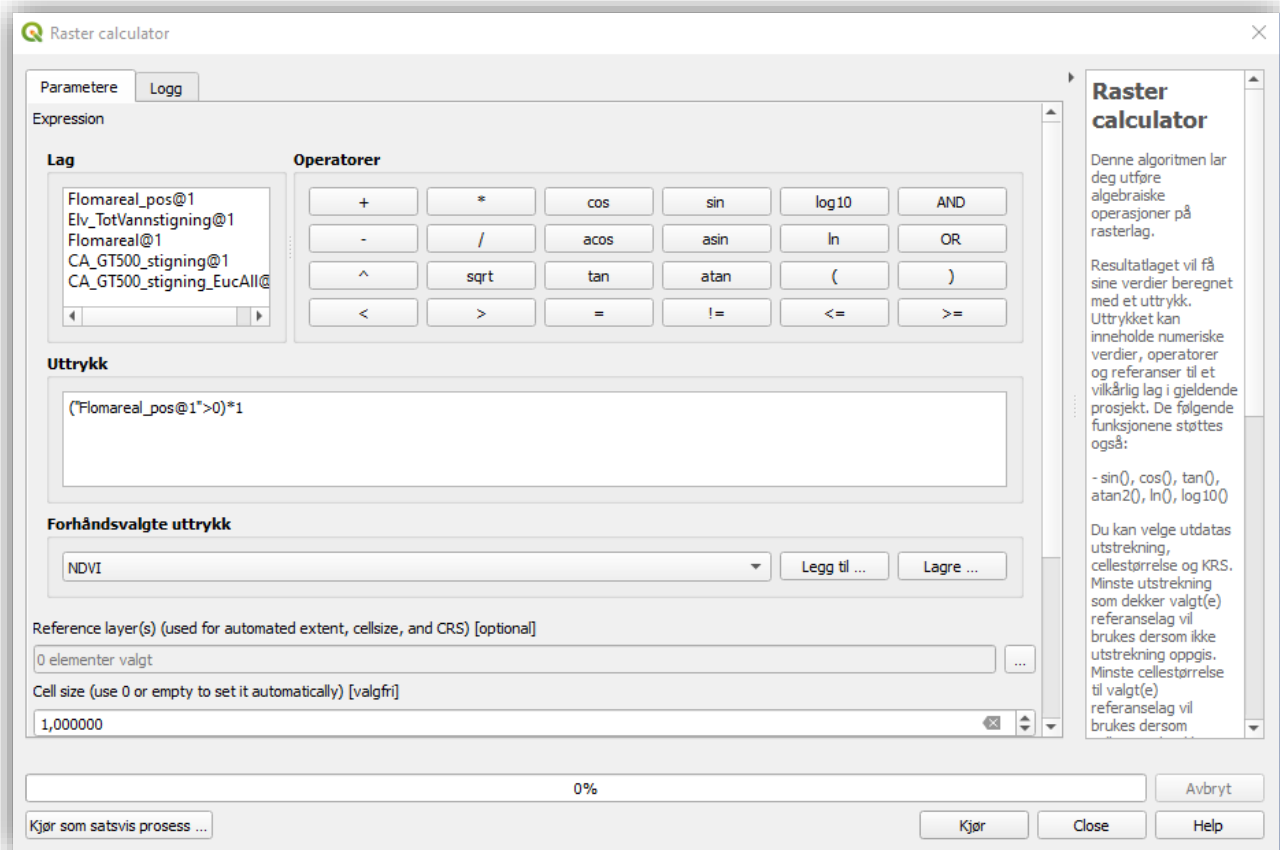 Raster calculator
Parametere
Logg
Expression
Lag
Flomareal_pos@1
Elv_TotVannstigning@1
Flomareal@1
CA_GT500_stigning@1
CA_GT500_stigning_EucAll@
Operatorer
+ * cos sin log10 AND
- / acos asin ln OR
^ sqrt tan atan ( )
< > = != <= >=
Uttrykk
("Flomareal_pos@1">0)*1
Forhåndsvalgte uttrykk
NDVI
Legg til ...
Lagre ...
Reference layer(s) (used for automated extent, cellsize, and CRS) [optional]
0 elementer valgt
...
Cell size (use 0 or empty to set it automatically) [valgfri]
1,000000
Raster
calculator
Denne algoritmen lar
deg utføre
algebraiske
operasjoner på
rasterlag.
Resultatlaget vil få
sine verdier beregnet
med et uttrykk.
Uttrykket kan
inneholde numeriske
verdier, operatorer
og referanser til et
vilkårlig lag i gjeldende
prosjekt. De følgende
funksjonene støttes
også:
- sin(), cos(), tan(),
atan2(), ln(), log10()
Du kan velge utdatas
utstrekning,
cellestørrelse og KRS.
Minste utstrekning
som dekker valgt(e)
referanselag vil
brukes dersom ikke
utstrekning oppgis.
Minste cellestørrelse
til valgt(e)
referanselag vil
brukes dersom
0%
Avbryt
Kjør som satsvis prosess ...
Kjør
Close
Help